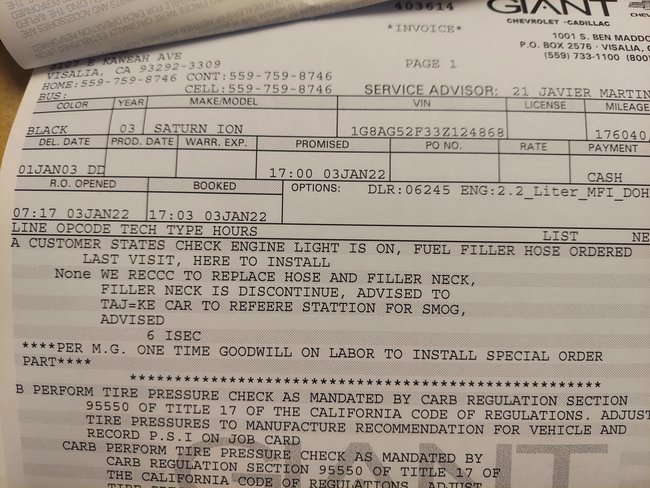 403614
GIANT
CHEVROLET · CADILLAC
*INVOICE*
1001 S. BEN MADDO
P.O. BOX 2576 · VISALIA, C
(559) 733-1100 (800
PAGE 1
E KAWEAH AVE
VISALIA, CA 93292-3309
HOME:559-759-8746 CONT:559-759-8746
BUS: CELL:559-759-8746
SERVICE ADVISOR: 21 JAVIER MARTIN
COLOR YEAR MAKE/MODEL VIN LICENSE MILEAGE
BLACK 03 SATURN ION 1G8AG52F33Z124868 176040/
DEL. DATE PROD. DATE WARR. EXP. PROMISED PO NO. RATE PAYMENT
01JAN03 DD 17:00 03JAN22 CASH
R.O. OPENED BOOKED OPTIONS: DLR:06245 ENG:2.2_Liter_MFI_DOH
07:17 03JAN22 17:03 03JAN22
LINE OPCODE TECH TYPE HOURS LIST NE
A CUSTOMER STATES CHECK ENGINE LIGHT IS ON, FUEL FILLER HOSE ORDERED
LAST VISIT, HERE TO INSTALL
None WE RECCC TO REPLACE HOSE AND FILLER NECK,
FILLER NECK IS DISCONTINUE, ADVISED TO
TAJ=KE CAR TO REFEERE STATTION FOR SMOG,
ADVISED
6 ISEC
****PER M.G. ONE TIME GOODWILL ON LABOR TO INSTALL SPECIAL ORDER
PART****
******************************************************
B PERFORM TIRE PRESSURE CHECK AS MANDATED BY CARB REGULATION SECTION
95550 OF TITLE 17 OF THE CALIFORNIA CODE OF REGULATIONS. ADJUST
TIRE PRESSURES TO MANUFACTURE RECOMMENDATION FOR VEHICLE AND
RECORD P.S.I ON JOB CARD
CARB PERFORM TIRE PRESSURE CHECK AS MANDATED BY
CARB REGULATION SECTION 95550 OF TITLE 17 OF
THE CALIFORNIA CODE OF REGULATIONS. ADJUST
GIANT